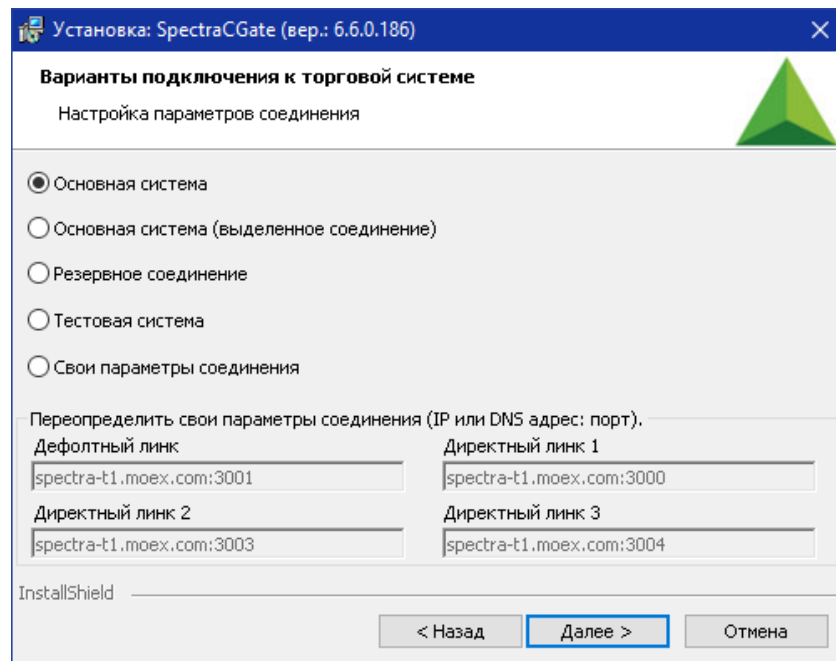 Установка: SpectraCGate (вер.: 6.6.0.186)
Варианты подключения к торговой системе
Настройка параметров соединения
Основная система
Основная система (выделенное соединение)
Резервное соединение
Тестовая система
Свои параметры соединения
Переопределить свои параметры соединения (IP или DNS адрес: порт).
Дефолтный линк
Директный линк 1
spectra-t1.moex.com:3001
spectra-t1.moex.com:3000
Директный линк 2
Директный линк 3
spectra-t1.moex.com:3003
spectra-t1.moex.com:3004
InstallShield
< Назад
Далее >
Отмена